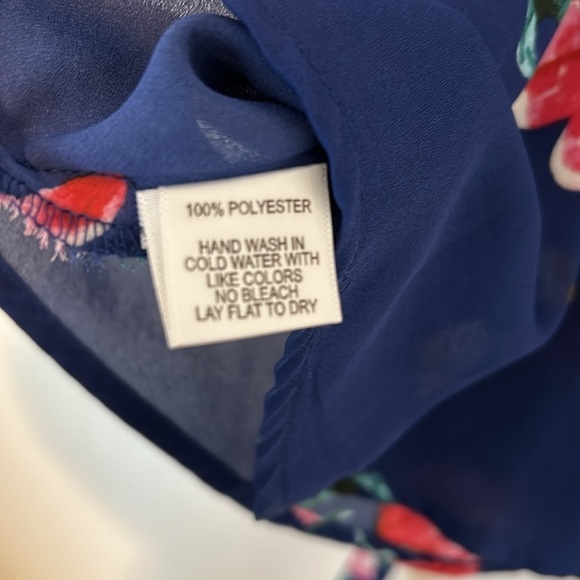 100% POLYESTER
HAND WASH IN
COLD WATER WITH
LIKE COLORS
NO BLEACH
LAY FLAT TO DRY